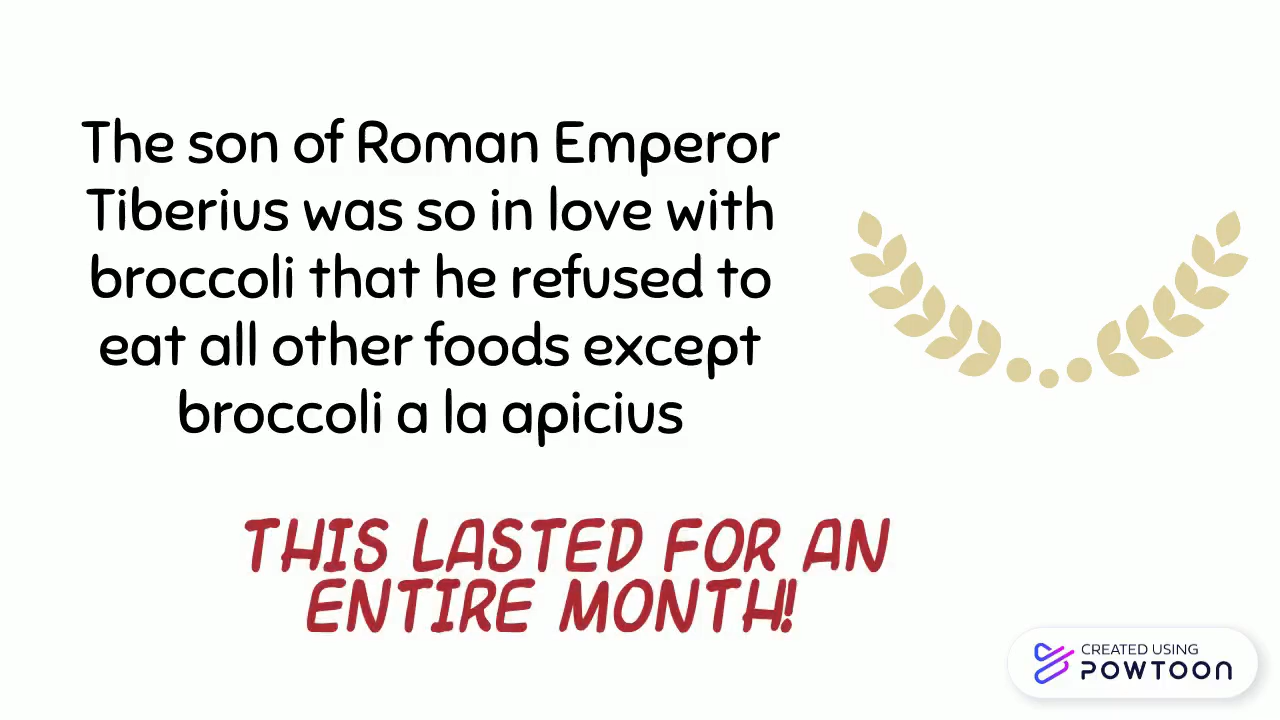 The son of Roman Emperor
Tiberius was so in love with
broccoli that he refused to
eat all other foods except
broccoli a la apicius
THIS LASTED FOR AN
ENTIRE MONTH!
CREATED USING
POWTOON